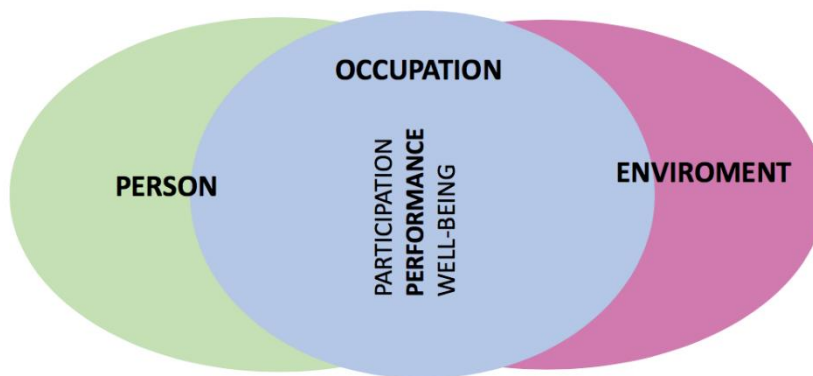 OCCUPATION
PERSON
PARTICIPATION
PERFORMANCE
WELL-BEING
ENVIROMENT